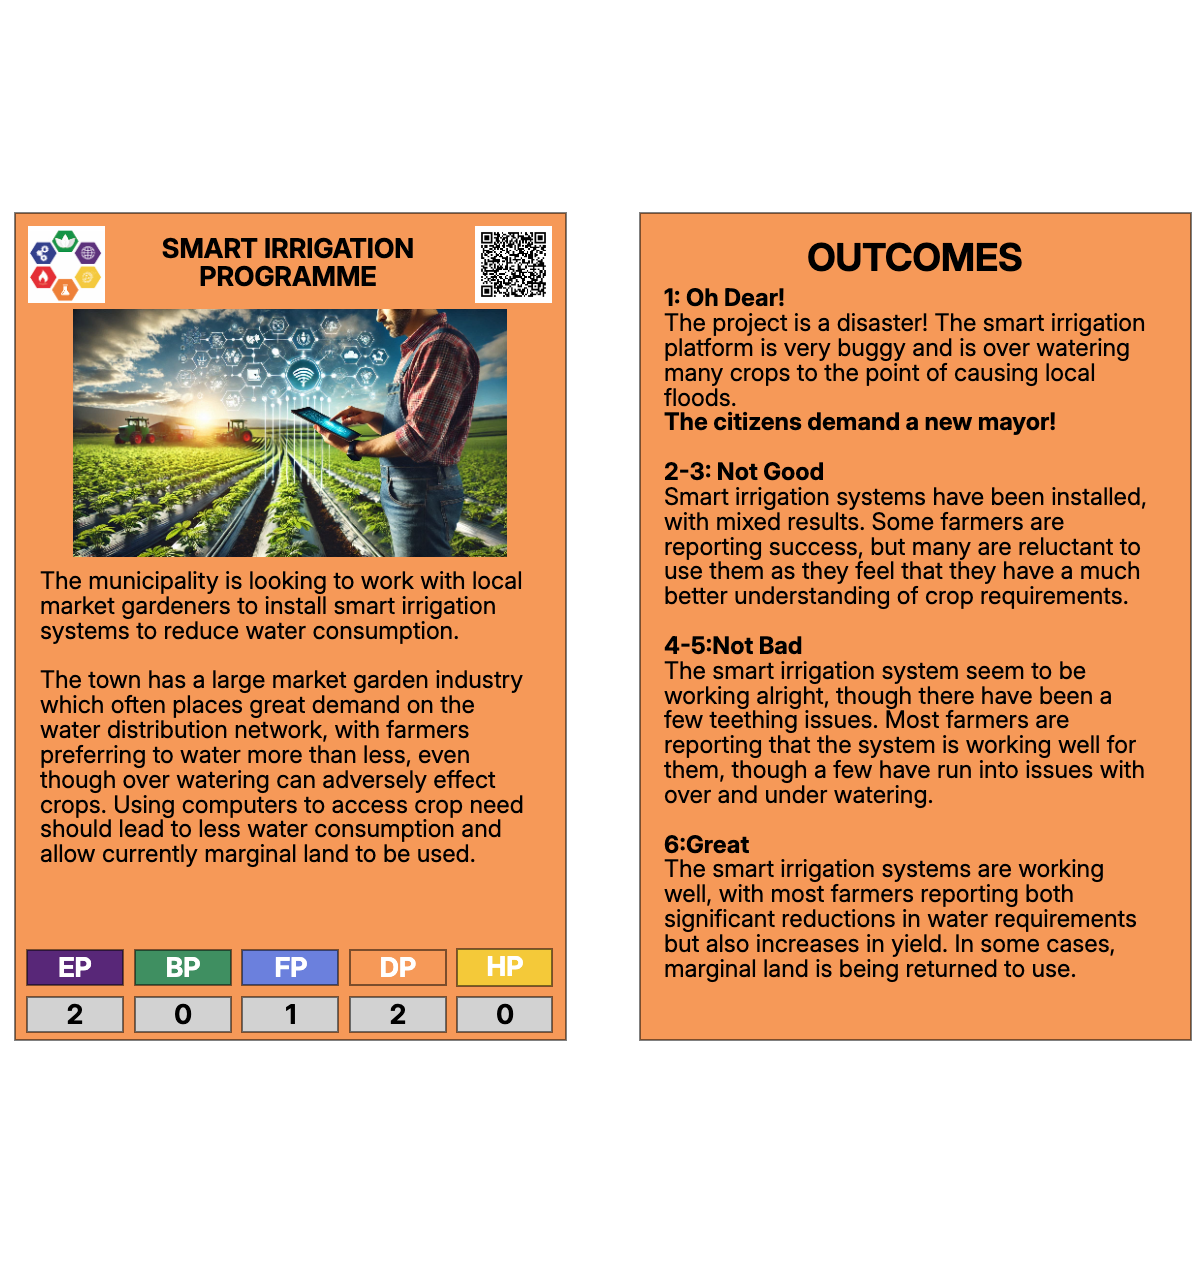 SMART IRRIGATION
PROGRAMME
The municipality is looking to work with local
market gardeners to install smart irrigation
systems to reduce water consumption.
The town has a large market garden industry
which often places great demand on the
water distribution network, with farmers
preferring to water more than less, even
though over watering can adversely effect
crops. Using computers to access crop need
should lead to less water consumption and
allow currently marginal land to be used.
EP BP FP DP HP
2 0 1 2 0
OUTCOMES
1: Oh Dear!
The project is a disaster! The smart irrigation
platform is very buggy and is over watering
many crops to the point of causing local
floods.
The citizens demand a new mayor!
2-3: Not Good
Smart irrigation systems have been installed,
with mixed results. Some farmers are
reporting success, but many are reluctant to
use them as they feel that they have a much
better understanding of crop requirements.
4-5:Not Bad
The smart irrigation system seem to be
working alright, though there have been a
few teething issues. Most farmers are
reporting that the system is working well for
them, though a few have run into issues with
over and under watering.
6:Great
The smart irrigation systems are working
well, with most farmers reporting both
significant reductions in water requirements
but also increases in yield. In some cases,
marginal land is being returned to use.